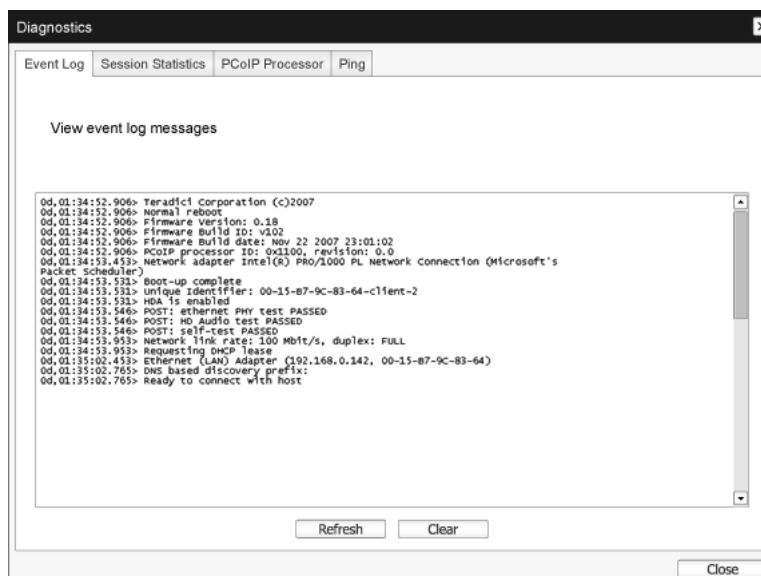 Diagnostics
Event Log Session Statistics PCoIP Processor Ping
View event log messages
0d,01:34:52.906> Teradici Corporation (c)2007
0d,01:34:52.906> Normal reboot
0d,01:34:52.906> Firmware Version: 0.18
0d,01:34:52.906> Firmware Build ID: v102
0d,01:34:52.906> Firmware Build date: Nov 22 2007 23:01:02
0d,01:34:52.906> PCoIP processor ID: 0x1100, revision: 0.0
0d,01:34:53.453> Network adapter Intel(R) PRO/1000 PL Network Connection (Microsoft's
Packet Scheduler)
0d,01:34:53.531> Boot-up complete
0d,01:34:53.531> Unique Identifier: 00-15-B7-9C-83-64-client-2
0d,01:34:53.531> HDA is enabled
0d,01:34:53.546> POST: ethernet PHY test PASSED
0d,01:34:53.546> POST: HD Audio test PASSED
0d,01:34:53.546> POST: self-test PASSED
0d,01:34:53.953> Network link rate: 100 Mbit/s, duplex: FULL
0d,01:34:53.953> Requesting DHCP lease
0d,01:35:02.453> Ethernet (LAN) Adapter (192.168.0.142, 00-15-B7-9C-83-64)
0d,01:35:02.765> DNS based discovery prefix:
0d,01:35:02.765> Ready to connect with host
Refresh Clear
Close